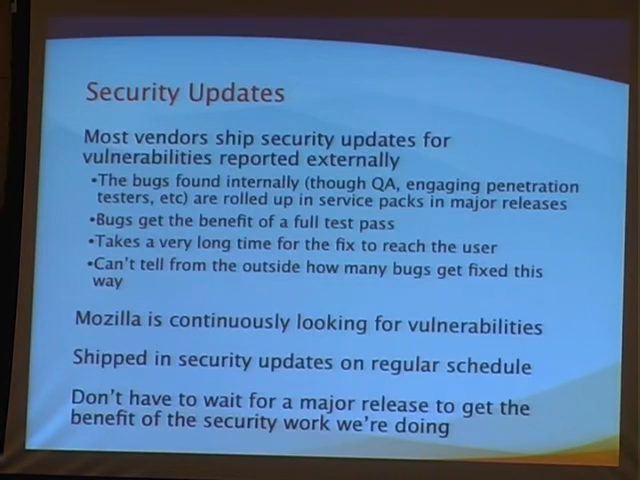 Security Updates
Most vendors ship security updates for
vulnerabilities reported externally
•The bugs found internally (though QA, engaging penetration
testers, etc) are rolled up in service packs in major releases
•Bugs get the benefit of a full test pass
•Takes a very long time for the fix to reach the user
•Can't tell from the outside how many bugs get fixed this
way
Mozilla is continuously looking for vulnerabilities
Shipped in security updates on regular schedule
Don't have to wait for a major release to get the
benefit of the security work we're doing